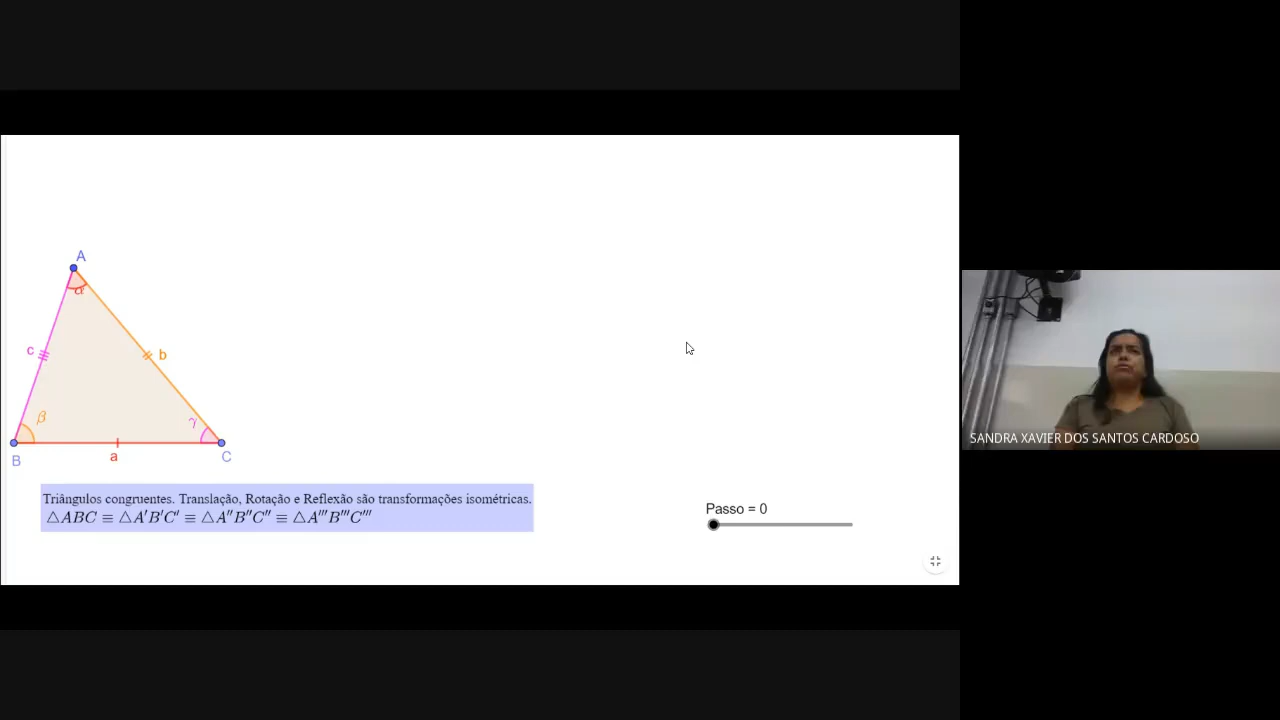 A
α
c
b
β
γ
B
a
C
Triângulos congruentes. Translação, Rotação e Reflexão são transformações isométricas.
△ABC ≡ △A′B′C′ ≡ △A″B″C″ ≡ △A‴B‴C‴
Passo = 0
SANDRA XAVIER DOS SANTOS CARDOSO